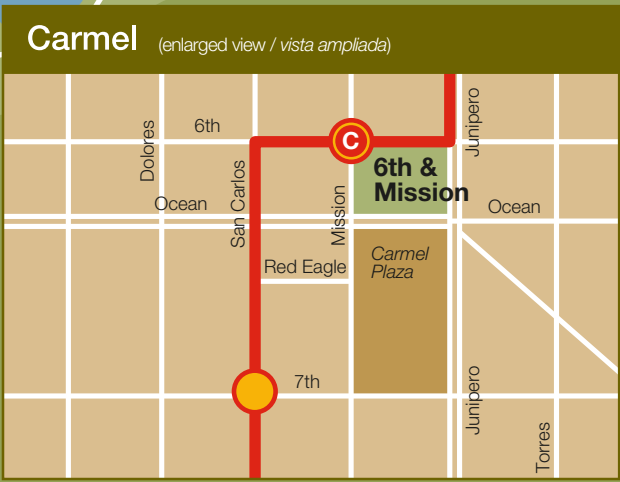 Carmel (enlarged view / vista ampliada)
Junipero
6th
Dolores
C
6th &
Mission
San Carlos
Mission
Ocean
Ocean
Carmel
Plaza
Red Eagle
7th
Junipero
Torres